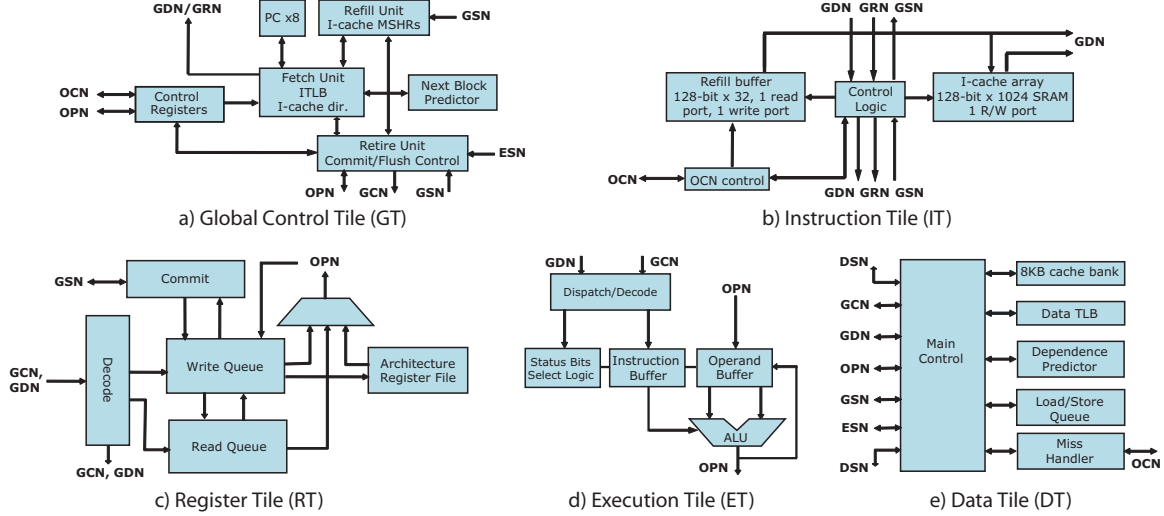 GDN/GRN
PC x8
Refill Unit
I-cache MSHRs
GSN
Fetch Unit
ITLB
I-cache dir.
Next Block
Predictor
OCN
OPN
Control
Registers
Retire Unit
Commit/Flush Control
ESN
OPN
GCN
GSN
a) Global Control Tile (GT)
GDN GRN GSN
GDN
Refill buffer
128-bit x 32, 1 read
port, 1 write port
Control
Logic
I-cache array
128-bit x 1024 SRAM
1 R/W port
OCN
OCN control
GDN GRN GSN
b) Instruction Tile (IT)
GSN
Commit
OPN
GCN,
GDN
Decode
Write Queue
Architecture
Register File
Read Queue
GCN, GDN
c) Register Tile (RT)
GDN
GCN
Dispatch/Decode
OPN
Status Bits
Select Logic
Instruction
Buffer
Operand
Buffer
ALU
OPN
d) Execution Tile (ET)
DSN
GCN
GDN
OPN
GSN
ESN
DSN
Main
Control
8KB cache bank
Data TLB
Dependence
Predictor
Load/Store
Queue
Miss
Handler
OCN
e) Data Tile (DT)